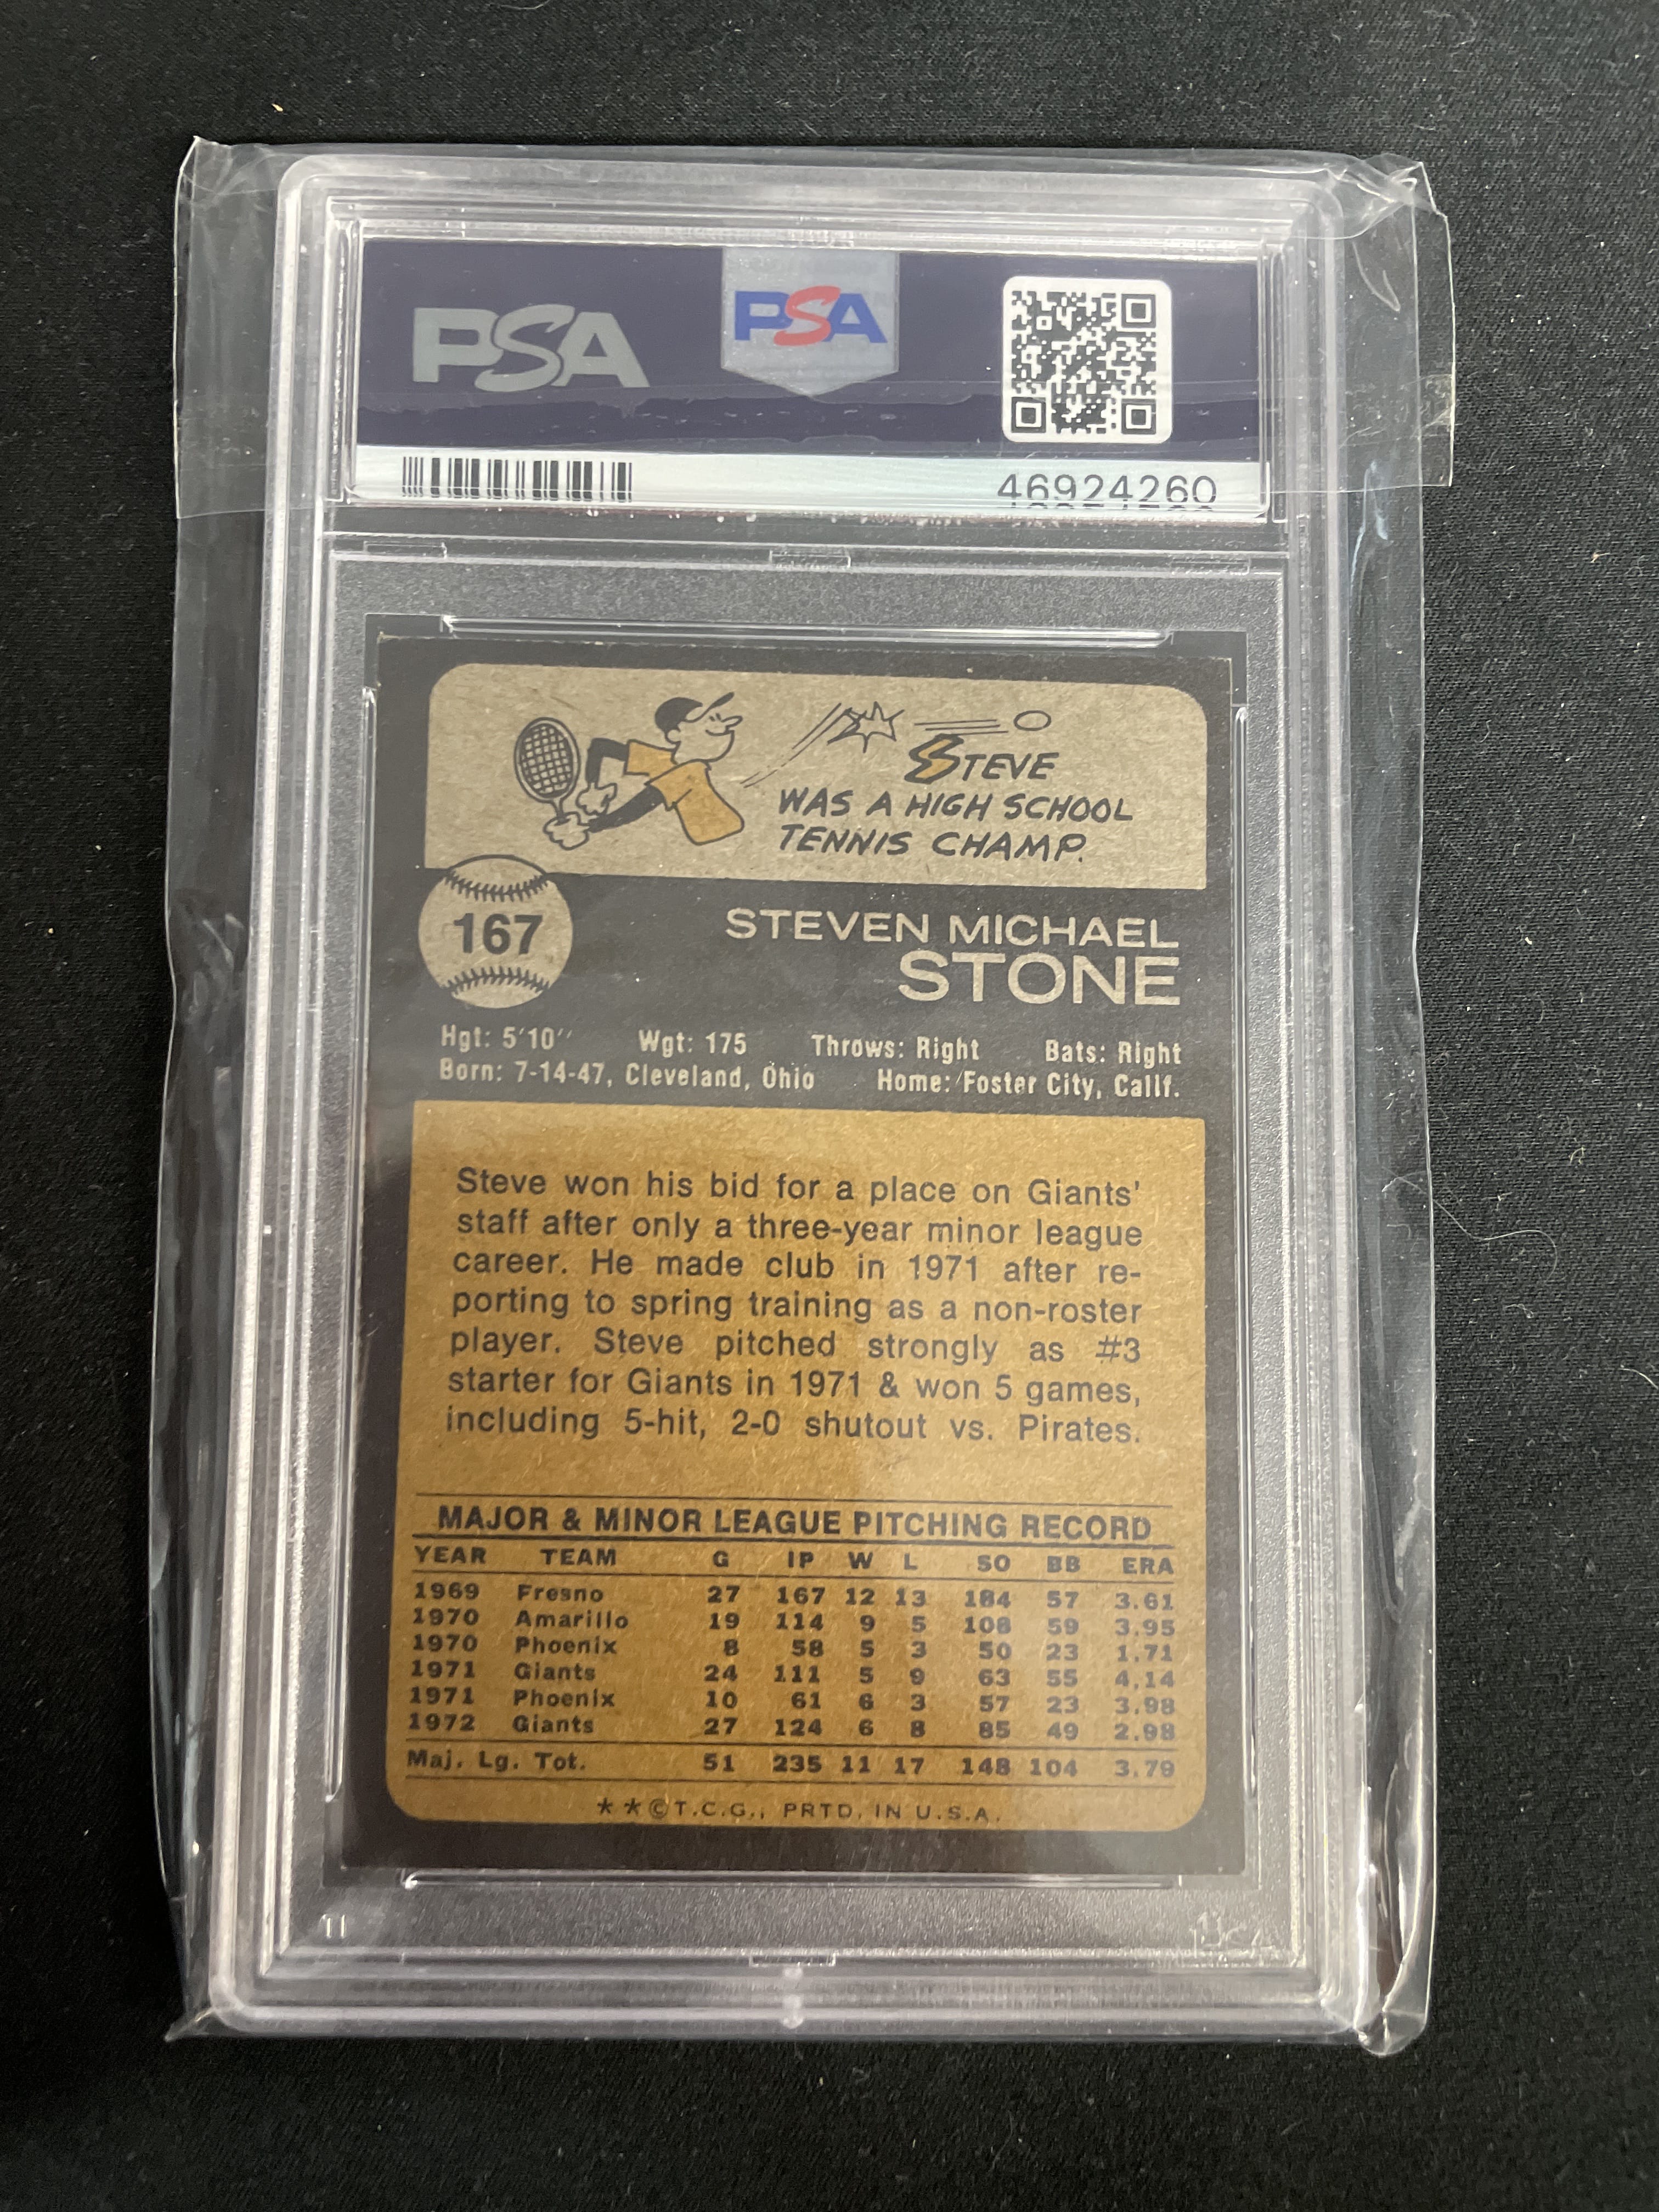 PSA
PSA
46924260
STEVE
WAS A HIGH SCHOOL
TENNIS CHAMP.
167
STEVEN MICHAEL
STONE
Hgt: 5'10" Wgt: 175 Throws: Right Bats: Right
Born: 7-14-47, Cleveland, Ohio Home: Foster City, Calif.
Steve won his bid for a place on Giants'
staff after only a three-year minor league
career. He made club in 1971 after re-
porting to spring training as a non-roster
player. Steve pitched strongly as #3
starter for Giants in 1971 & won 5 games,
including 5-hit, 2-0 shutout vs. Pirates.
MAJOR & MINOR LEAGUE PITCHING RECORD
YEAR TEAM G IP W L SO BB ERA
1969 Fresno 27 167 12 13 184 57 3.61
1970 Amarillo 19 114 9 5 108 59 3.95
1970 Phoenix 8 58 5 3 50 23 1.71
1971 Giants 24 111 5 9 63 55 4.14
1971 Phoenix 10 61 6 3 57 23 3.98
1972 Giants 27 124 6 8 85 49 2.98
Maj. Lg. Tot. 51 235 11 17 148 104 3.79
**©T.C.G., PRTD. IN U.S.A.